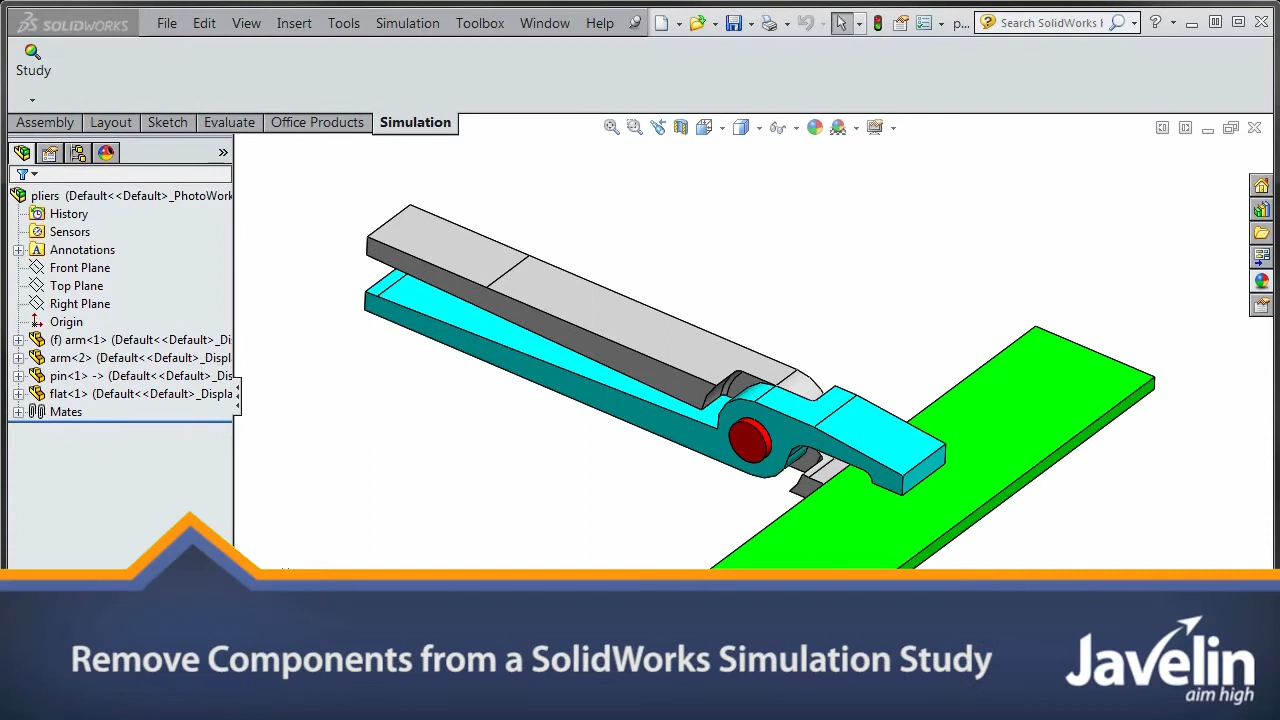 SOLIDWORKS File Edit View Insert Tools Simulation Toolbox Window Help p... Search SolidWorks ?
Study
Assembly Layout Sketch Evaluate Office Products Simulation
»
pliers (Default<<Default>_PhotoWork
History
Sensors
A Annotations
Front Plane
Top Plane
Right Plane
Origin
(f) arm<1> (Default<<Default>_Di
arm<2> (Default<<Default>_Displ
pin<1> -> (Default<<Default>_Dis
flat<1> (Default<<Default>_Displa
Mates
Remove Components from a SolidWorks Simulation Study
Javelin
aim high